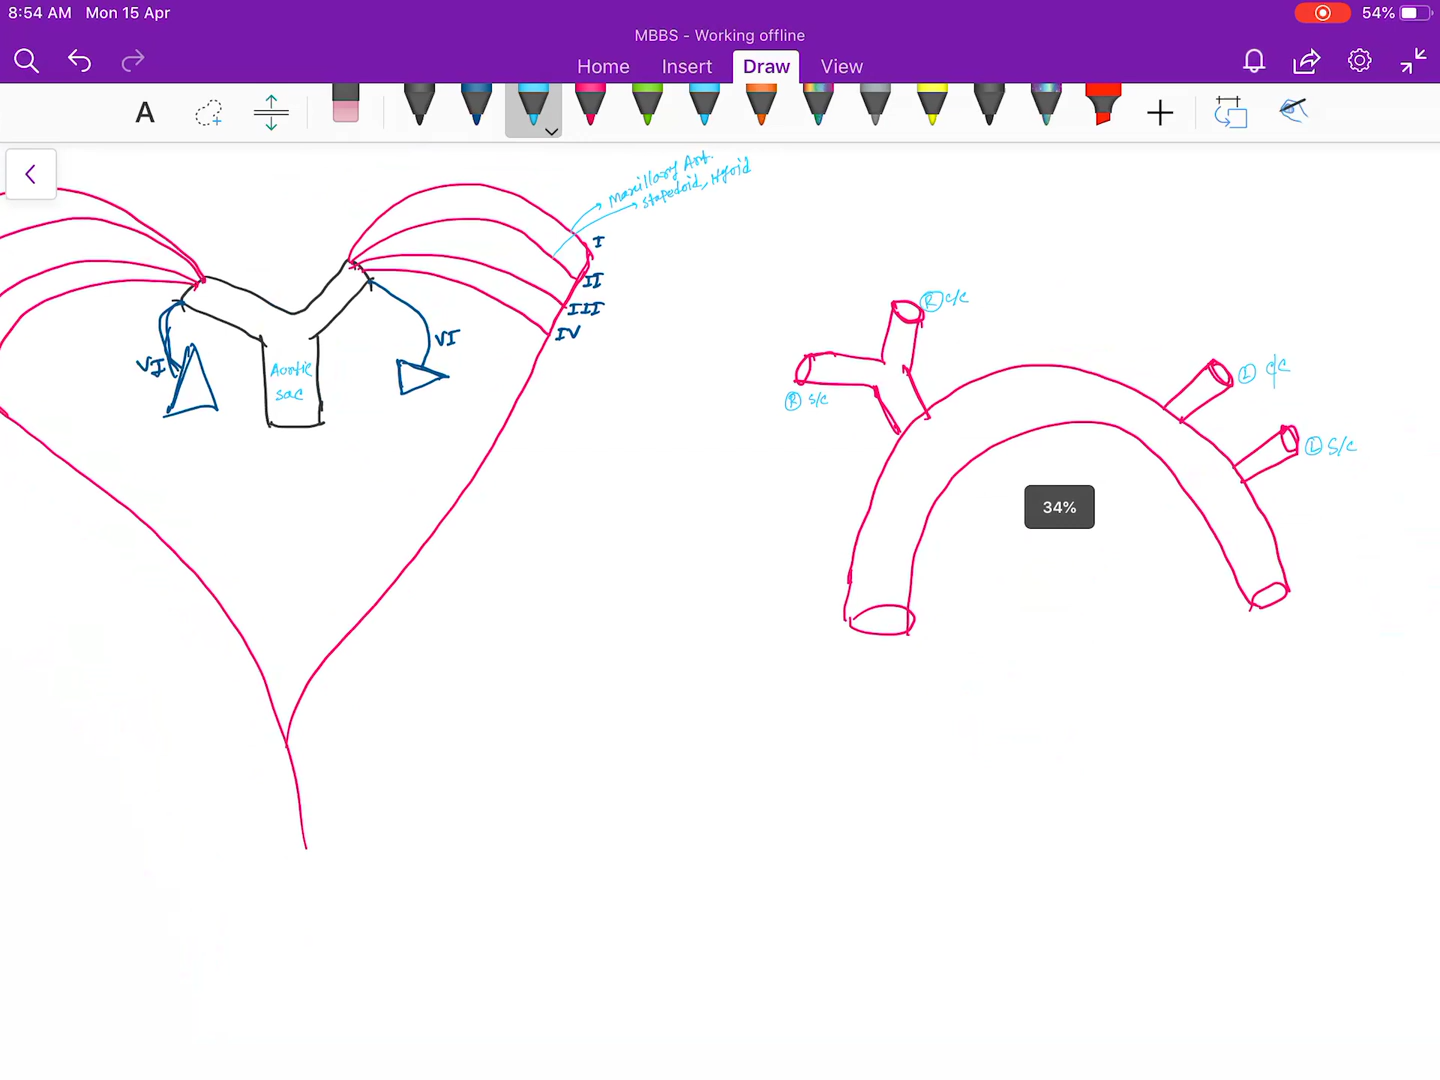 8:54 AM Mon 15 Apr
54%
MBBS - Working offline
Home Insert Draw View
A
Maxillary Art.
Stapedoid, Hyoid
I
II
III
IV
VI
VI
Aortic
sac
R C/C
R S/C
L C/C
L S/C
34%